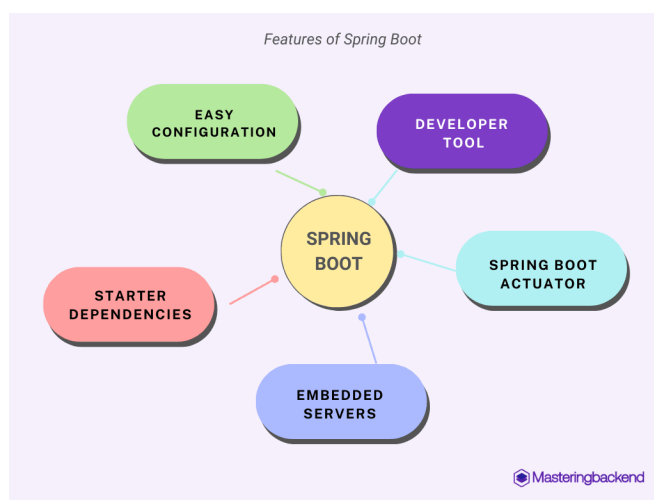 Features of Spring Boot
EASY
CONFIGURATION
DEVELOPER
TOOL
SPRING
BOOT
SPRING BOOT
ACTUATOR
STARTER
DEPENDENCIES
EMBEDDED
SERVERS
Masteringbackend